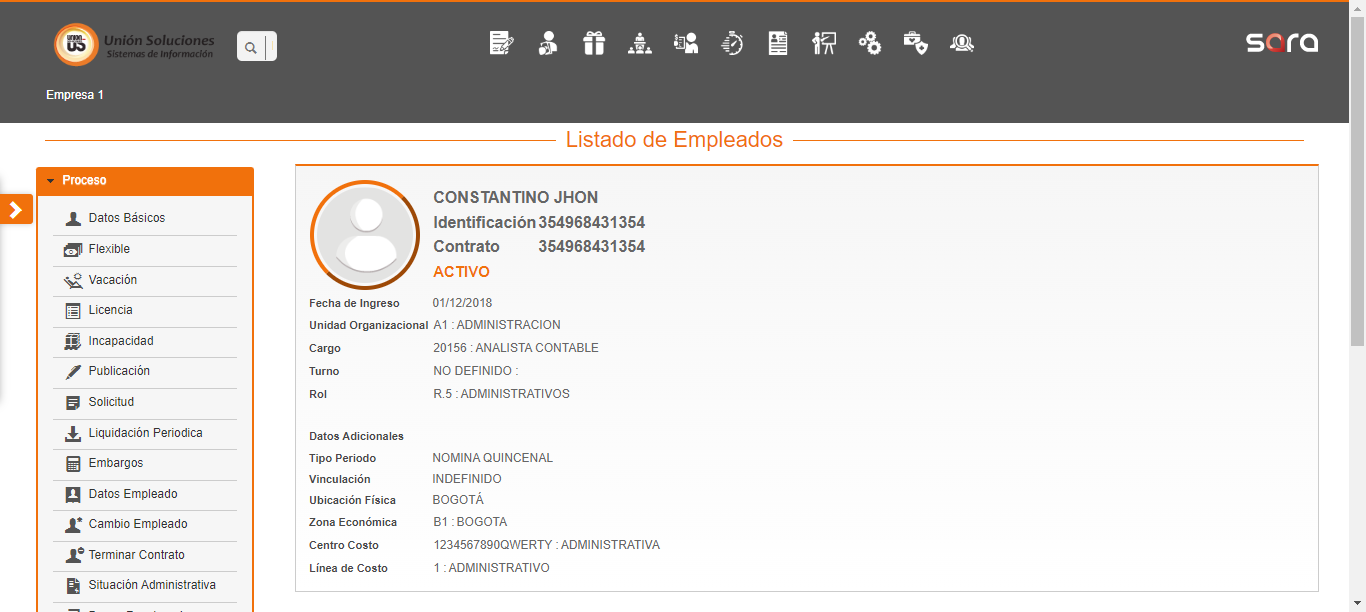 UNION
US
Unión Soluciones
Sistemas de Información
sara
Empresa 1
Listado de Empleados
Proceso
Datos Básicos
Flexible
Vacación
Licencia
Incapacidad
Publicación
Solicitud
Liquidación Periodica
Embargos
Datos Empleado
Cambio Empleado
Terminar Contrato
Situación Administrativa
CONSTANTINO JHON
Identificación 354968431354
Contrato 354968431354
ACTIVO
Fecha de Ingreso 01/12/2018
Unidad Organizacional A1 : ADMINISTRACION
Cargo 20156 : ANALISTA CONTABLE
Turno NO DEFINIDO :
Rol R.5 : ADMINISTRATIVOS
Datos Adicionales
Tipo Periodo NOMINA QUINCENAL
Vinculación INDEFINIDO
Ubicación Física BOGOTÁ
Zona Económica B1 : BOGOTA
Centro Costo 1234567890QWERTY : ADMINISTRATIVA
Línea de Costo 1 : ADMINISTRATIVO